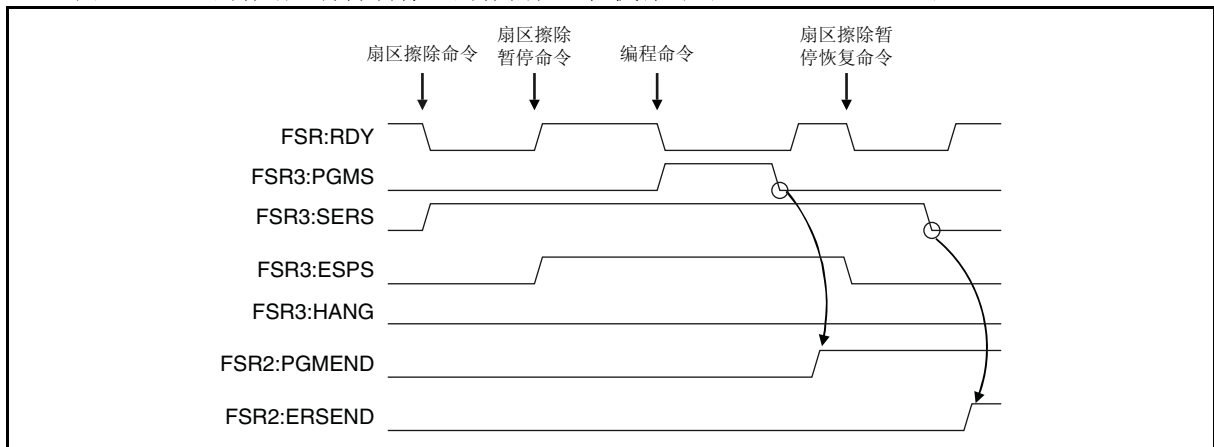 扇区擦除命令
扇区擦除
暂停命令
编程命令
扇区擦除暂
停恢复命令
FSR:RDY
FSR3:PGMS
FSR3:SERS
FSR3:ESPS
FSR3:HANG
FSR2:PGMEND
FSR2:ERSEND